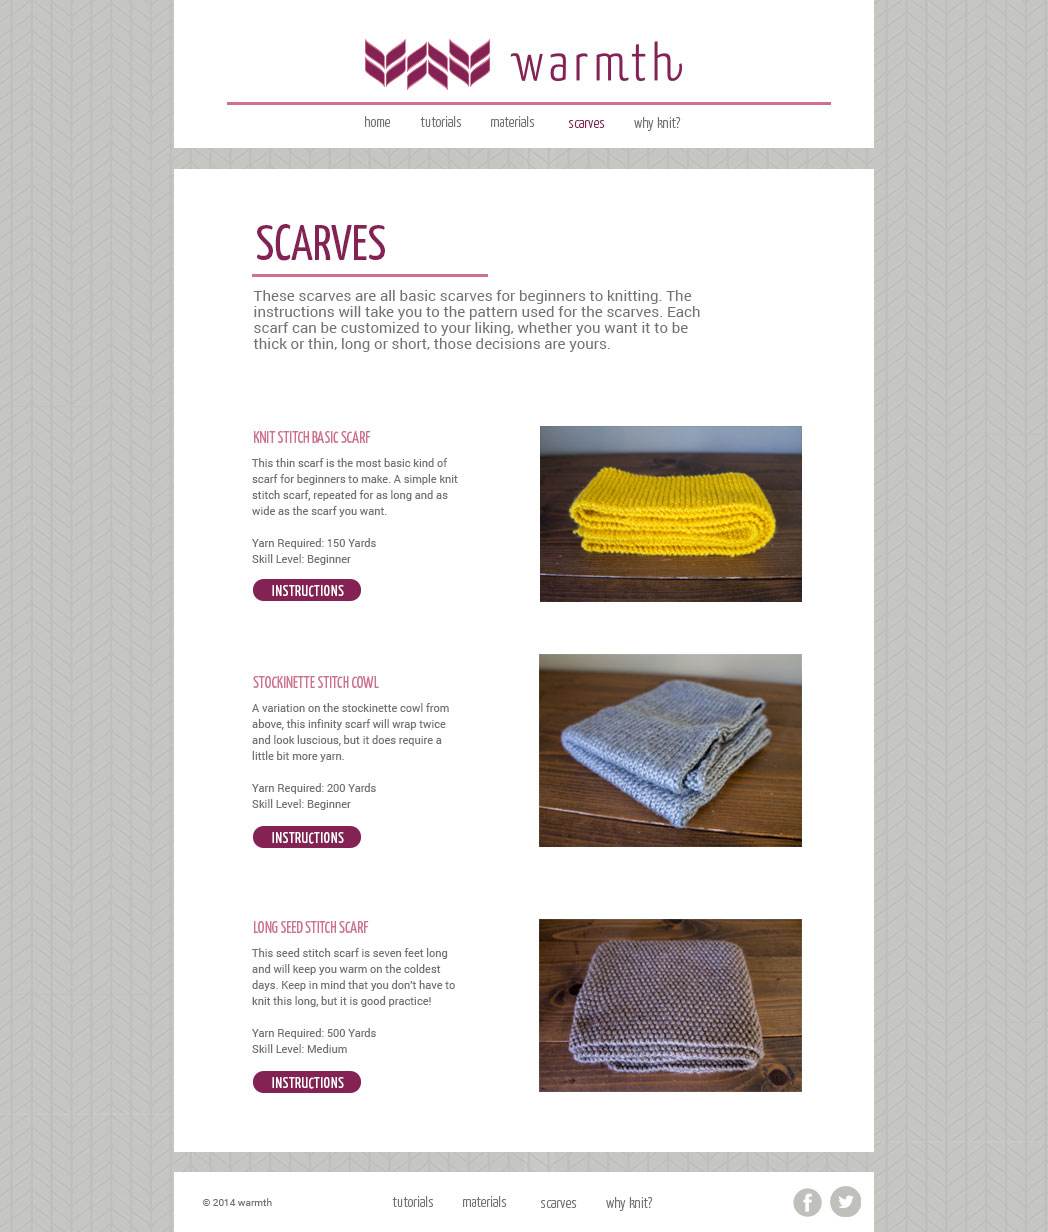 warmth
home tutorials materials scarves why knit?
SCARVES
These scarves are all basic scarves for beginners to knitting. The
instructions will take you to the pattern used for the scarves. Each
scarf can be customized to your liking, whether you want it to be
thick or thin, long or short, those decisions are yours.
KNIT STITCH BASIC SCARF
This thin scarf is the most basic kind of
scarf for beginners to make. A simple knit
stitch scarf, repeated for as long and as
wide as the scarf you want.
Yarn Required: 150 Yards
Skill Level: Beginner
INSTRUCTIONS
STOCKINETTE STITCH COWL
A variation on the stockinette cowl from
above, this infinity scarf will wrap twice
and look luscious, but it does require a
little bit more yarn.
Yarn Required: 200 Yards
Skill Level: Beginner
INSTRUCTIONS
LONG SEED STITCH SCARF
This seed stitch scarf is seven feet long
and will keep you warm on the coldest
days. Keep in mind that you don't have to
knit this long, but it is good practice!
Yarn Required: 500 Yards
Skill Level: Medium
INSTRUCTIONS
© 2014 warmth tutorials materials scarves why knit?